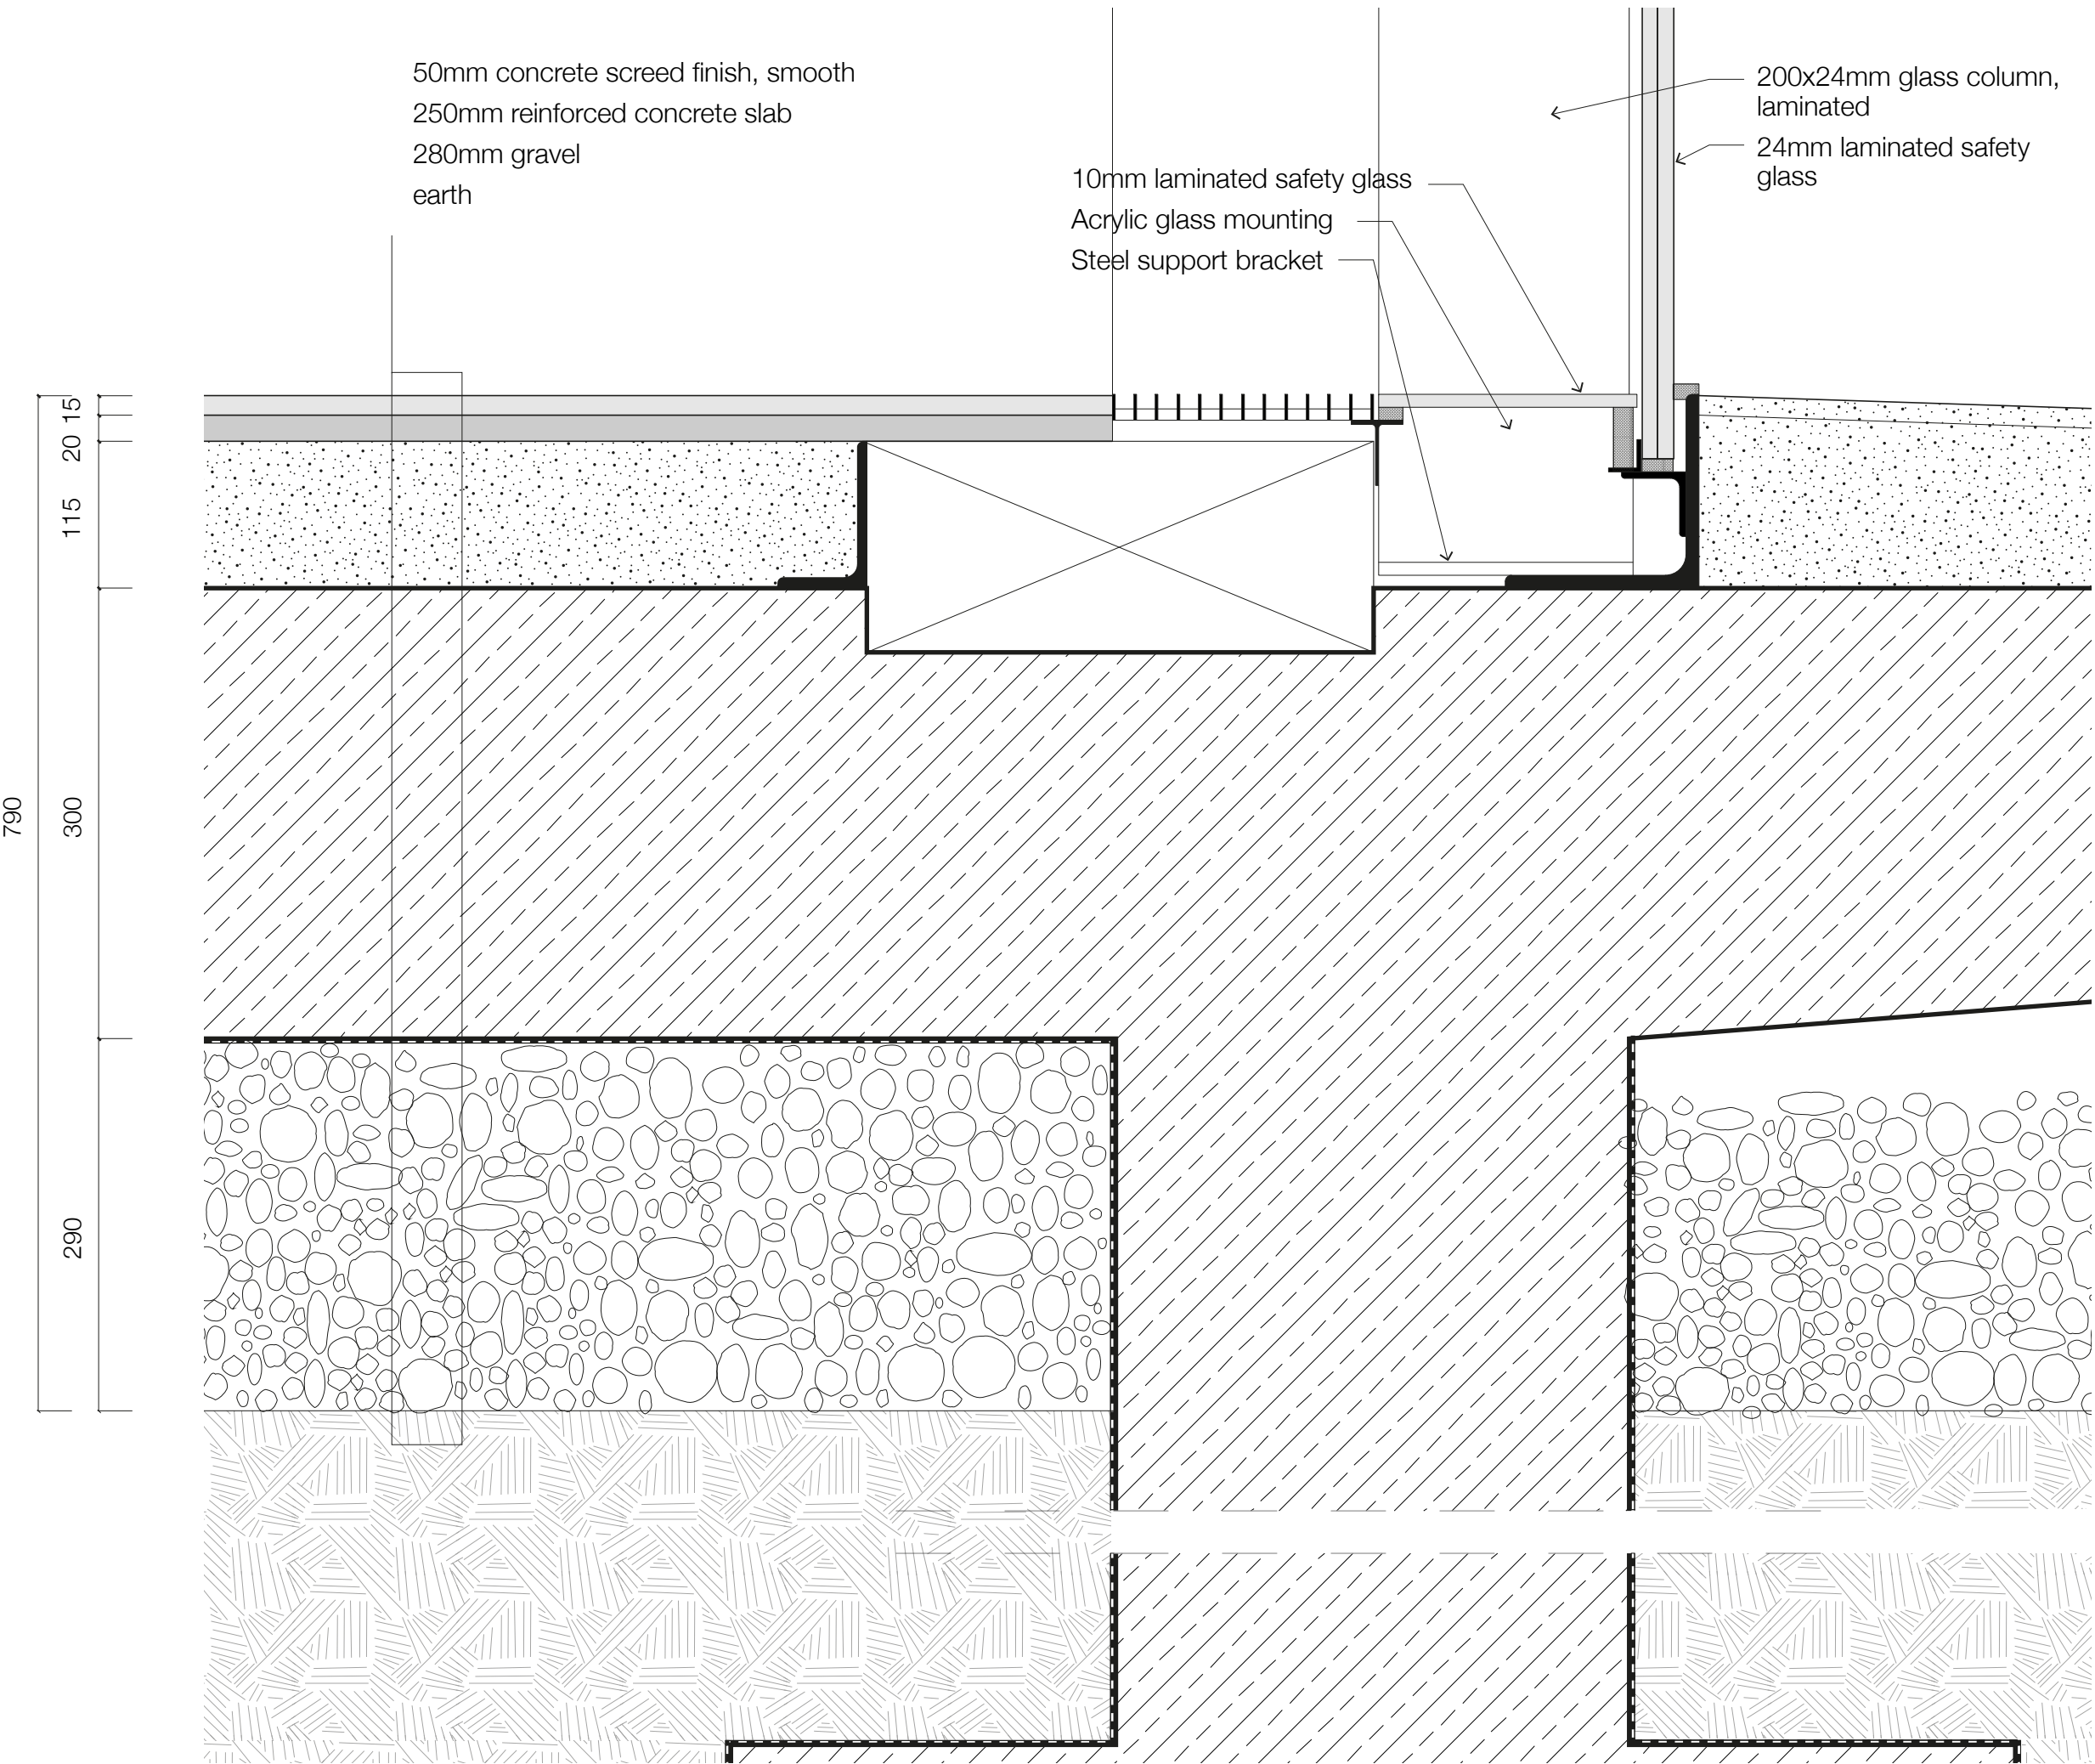 50mm concrete screed finish, smooth
250mm reinforced concrete slab
280mm gravel
earth
10mm laminated safety glass
Acrylic glass mounting
Steel support bracket
200x24mm glass column,
laminated
24mm laminated safety
glass
15
20
115
300
790
290